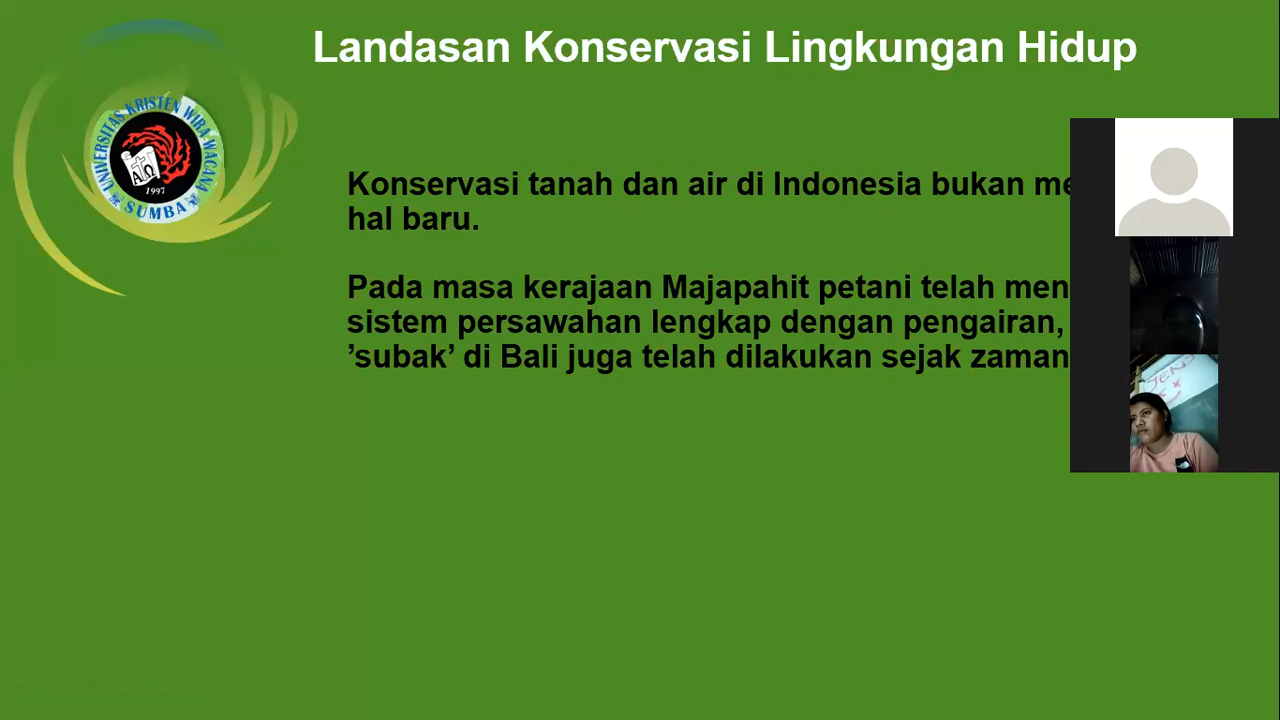 Landasan Konservasi Lingkungan Hidup
UNIVERSITAS KRISTEN WIRA WACANA
A Ω
1997
SUMBA
Konservasi tanah dan air di Indonesia bukan
hal baru.
Pada masa kerajaan Majapahit petani telah
sistem persawahan lengkap dengan pengairan,
’subak’ di Bali juga telah dilakukan sejak zaman